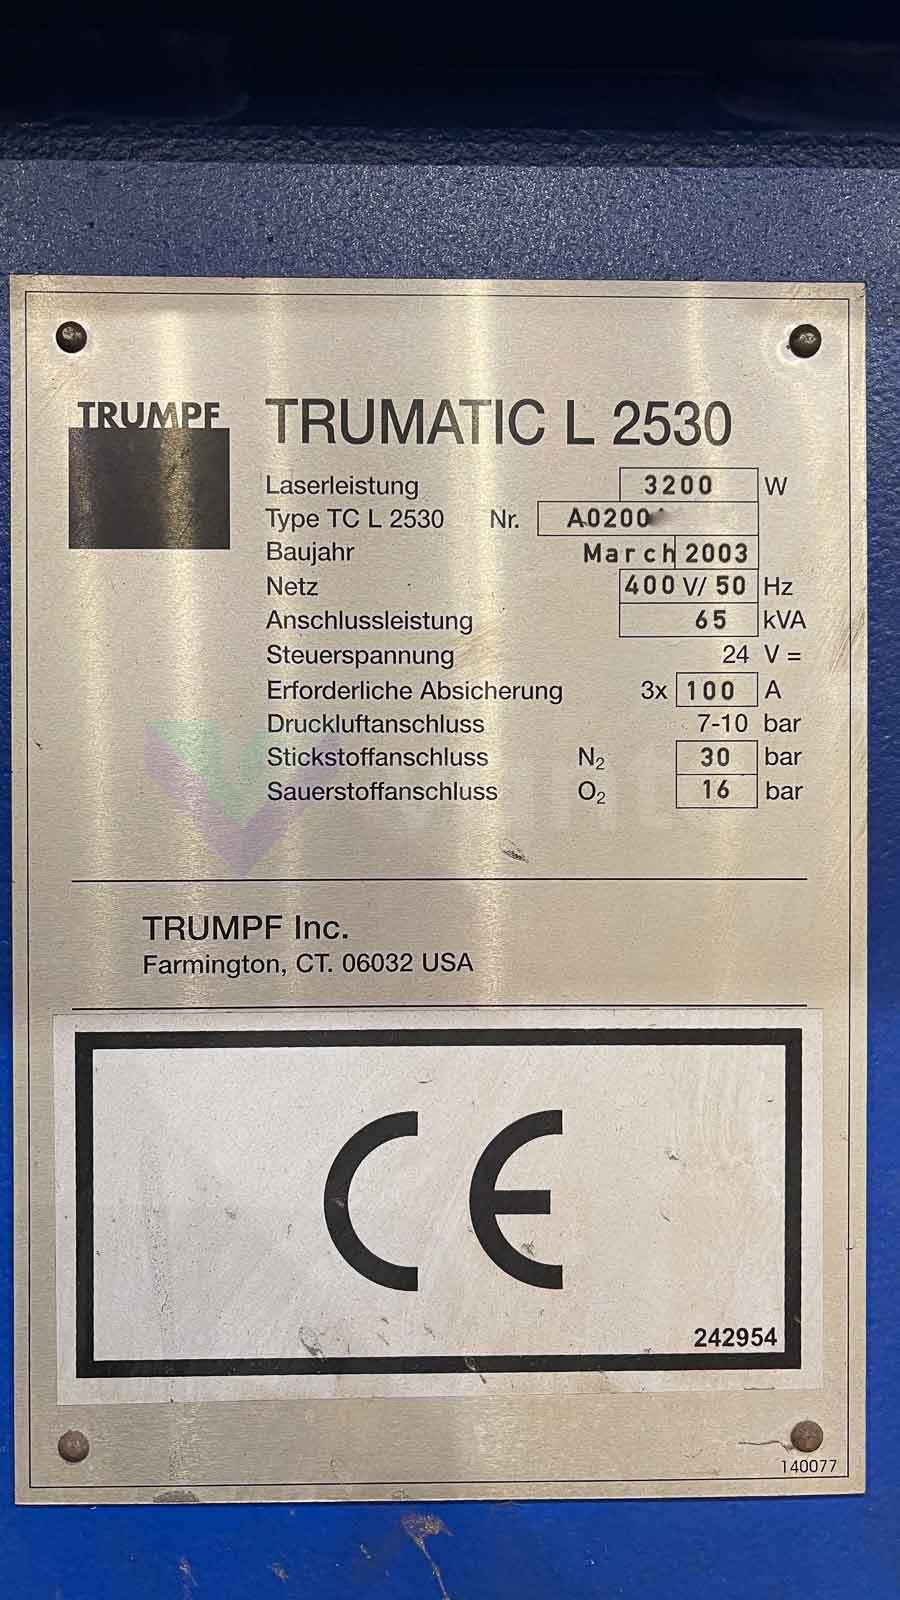 TRUMPF
TRUMATIC L 2530
Laserleistung 3200 W
Type TC L 2530 Nr. A0200
Baujahr March 2003
Netz 400 V/ 50 Hz
Anschlussleistung 65 kVA
Steuerspannung 24 V =
Erforderliche Absicherung 3x 100 A
Druckluftanschluss 7-10 bar
Stickstoffanschluss N₂ 30 bar
Sauerstoffanschluss O₂ 16 bar
TRUMPF Inc.
Farmington, CT. 06032 USA
CE
242954
140077